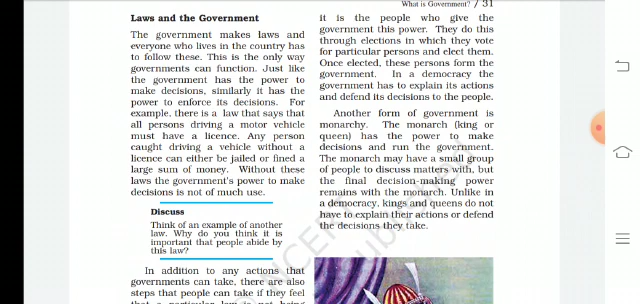 What is Government? / 31
Laws and the Government
The government makes laws and
everyone who lives in the country has
to follow these. This is the only way
governments can function. Just like
the government has the power to
make decisions, similarly it has the
power to enforce its decisions. For
example, there is a law that says that
all persons driving a motor vehicle
must have a licence. Any person
caught driving a vehicle without a
licence can either be jailed or fined a
large sum of money. Without these
laws the government's power to make
decisions is not of much use.
Discuss
Think of an example of another
law. Why do you think it is
important that people abide by
this law?
In addition to any actions that
governments can take, there are also
steps that people can take if they feel
that a particular law is not being
it is the people who give the
government this power. They do this
through elections in which they vote
for particular persons and elect them.
Once elected, these persons form the
government. In a democracy the
government has to explain its actions
and defend its decisions to the people.
Another form of government is
monarchy. The monarch (king or
queen) has the power to make
decisions and run the government.
The monarch may have a small group
of people to discuss matters with, but
the final decision-making power
remains with the monarch. Unlike in
a democracy, kings and queens do not
have to explain their actions or defend
the decisions they take.